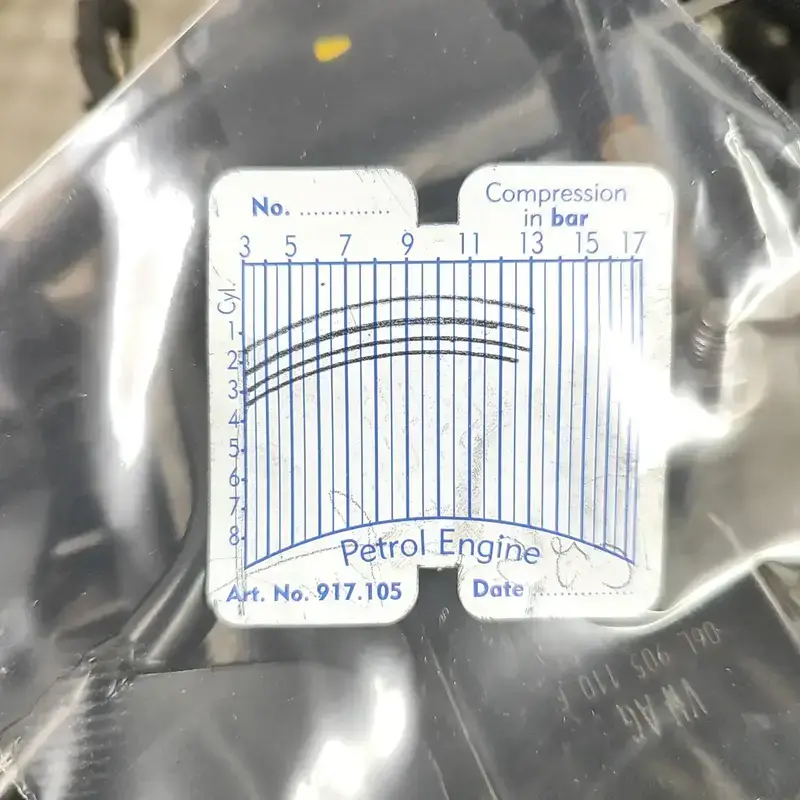 No. .............
Compression
in bar
3 5 7 9 11 13 15 17
Cyl.
1
2
3
4
5
6
7
8
Petrol Engine
Art. No. 917.105
Date ..............
06L 905 110
VW AG